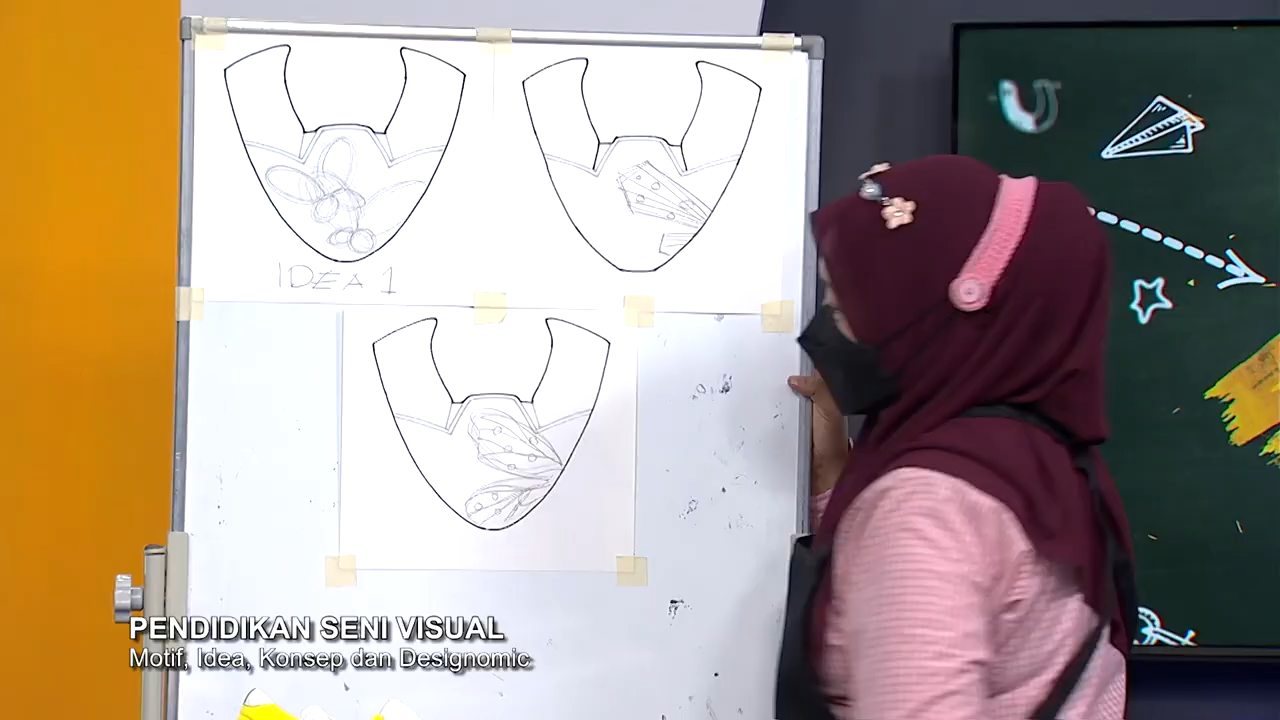 IDEA 1
PENDIDIKAN SENI VISUAL
Motif, Idea, Konsep dan Designomic